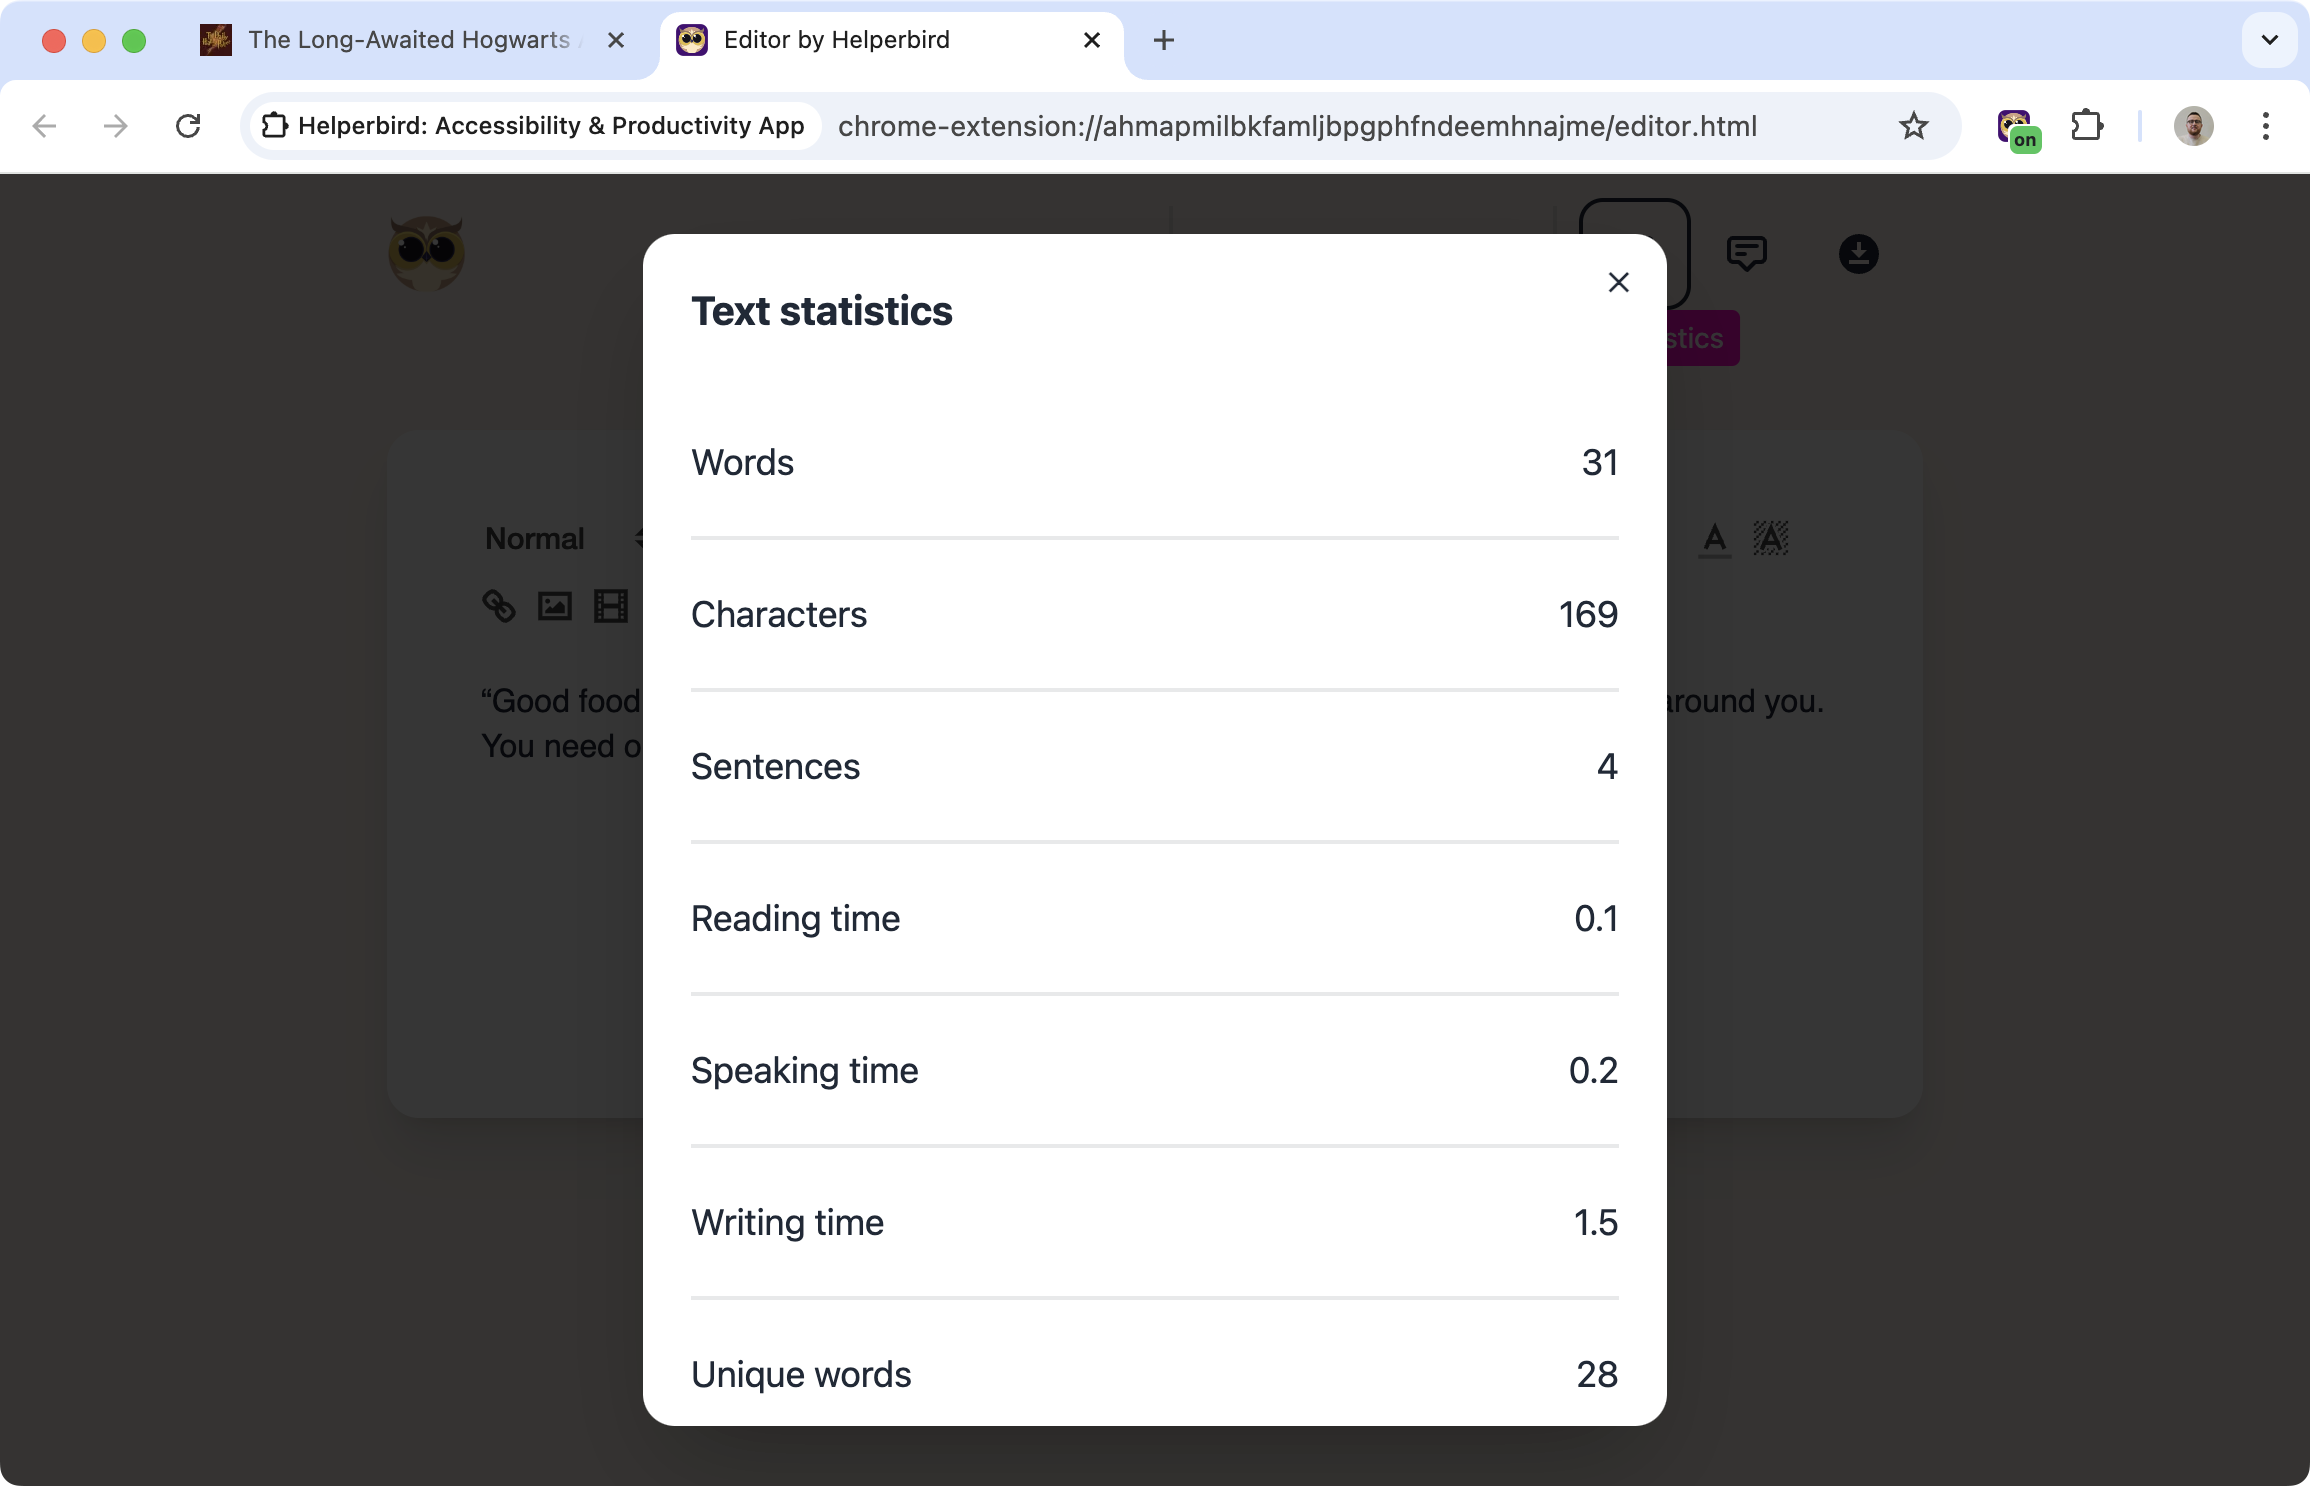 The Long-Awaited Hogwarts
Editor by Helperbird
Helperbird: Accessibility & Productivity App
chrome-extension://ahmapmilbkfamljbpgphfndeemhnajme/editor.html
on
Text statistics
stics
Words 31
Normal
Characters 169
“Good food around you.
You need o
Sentences 4
Reading time 0.1
Speaking time 0.2
Writing time 1.5
Unique words 28